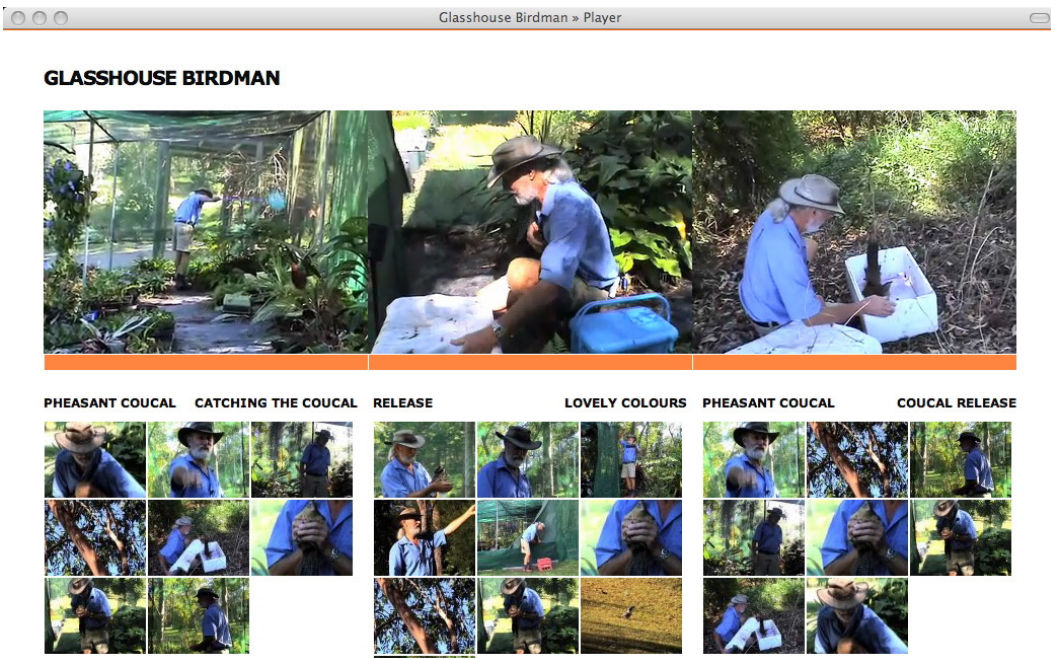 Glasshouse Birdman » Player
GLASSHOUSE BIRDMAN
PHEASANT COUCAL CATCHING THE COUCAL RELEASE LOVELY COLOURS PHEASANT COUCAL COUCAL RELEASE